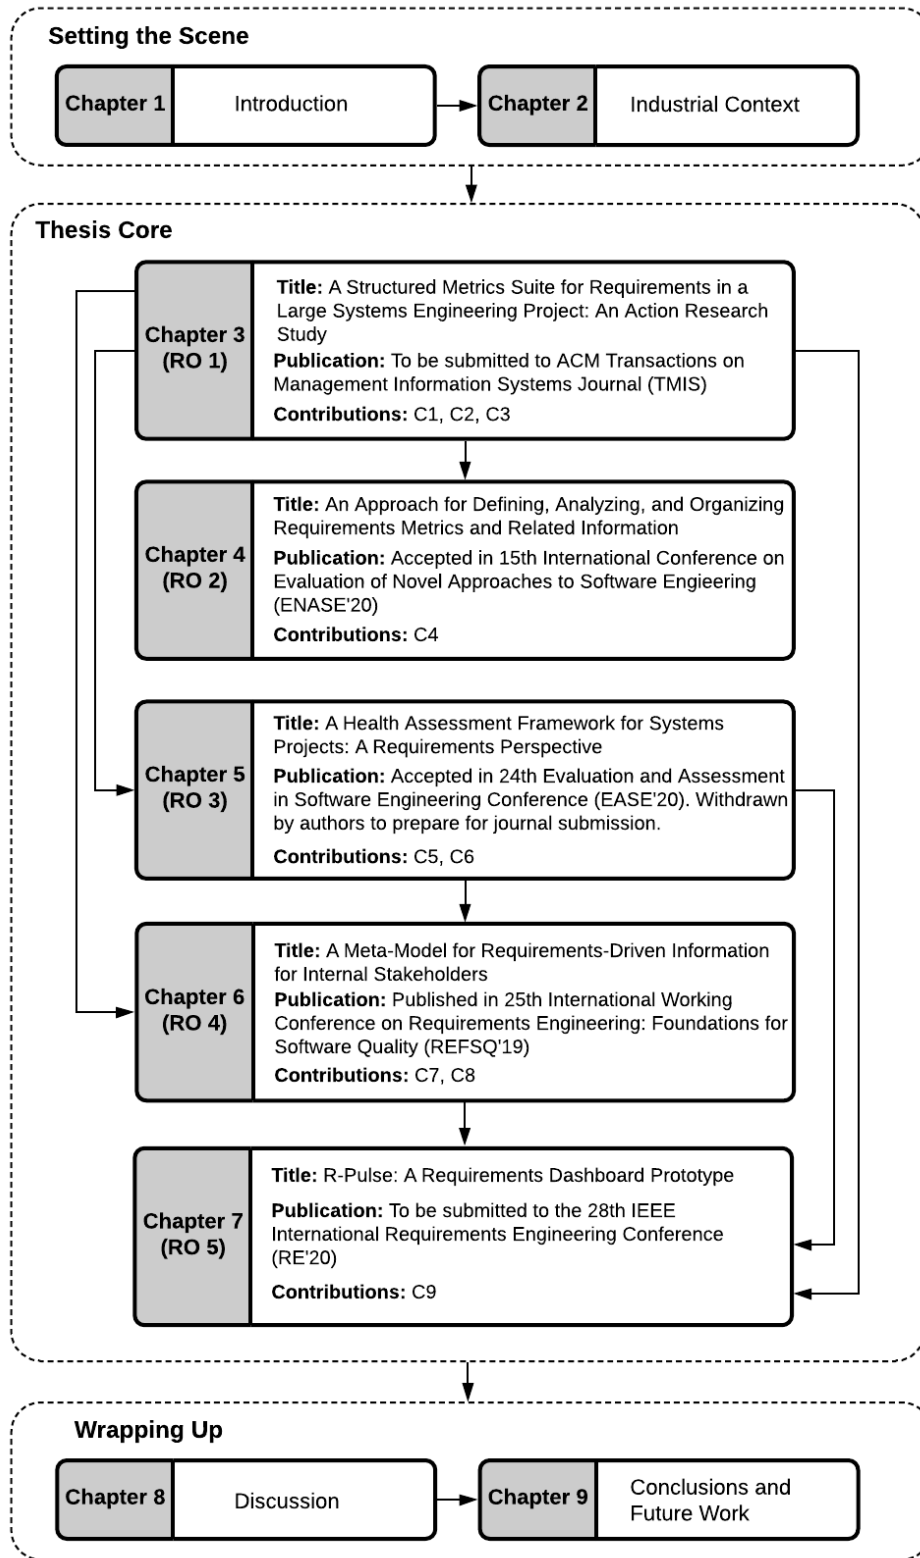 Setting the Scene
Chapter 1
Introduction
Chapter 2
Industrial Context
Thesis Core
Chapter 3
(RO 1)
Title: A Structured Metrics Suite for Requirements in a
Large Systems Engineering Project: An Action Research
Study
Publication: To be submitted to ACM Transactions on
Management Information Systems Journal (TMIS)
Contributions: C1, C2, C3
Chapter 4
(RO 2)
Title: An Approach for Defining, Analyzing, and Organizing
Requirements Metrics and Related Information
Publication: Accepted in 15th International Conference on
Evaluation of Novel Approaches to Software Engieering
(ENASE'20)
Contributions: C4
Chapter 5
(RO 3)
Title: A Health Assessment Framework for Systems
Projects: A Requirements Perspective
Publication: Accepted in 24th Evaluation and Assessment
in Software Engineering Conference (EASE'20). Withdrawn
by authors to prepare for journal submission.
Contributions: C5, C6
Chapter 6
(RO 4)
Title: A Meta-Model for Requirements-Driven Information
for Internal Stakeholders
Publication: Published in 25th International Working
Conference on Requirements Engineering: Foundations for
Software Quality (REFSQ'19)
Contributions: C7, C8
Chapter 7
(RO 5)
Title: R-Pulse: A Requirements Dashboard Prototype
Publication: To be submitted to the 28th IEEE
International Requirements Engineering Conference
(RE'20)
Contributions: C9
Wrapping Up
Chapter 8
Discussion
Chapter 9
Conclusions and
Future Work